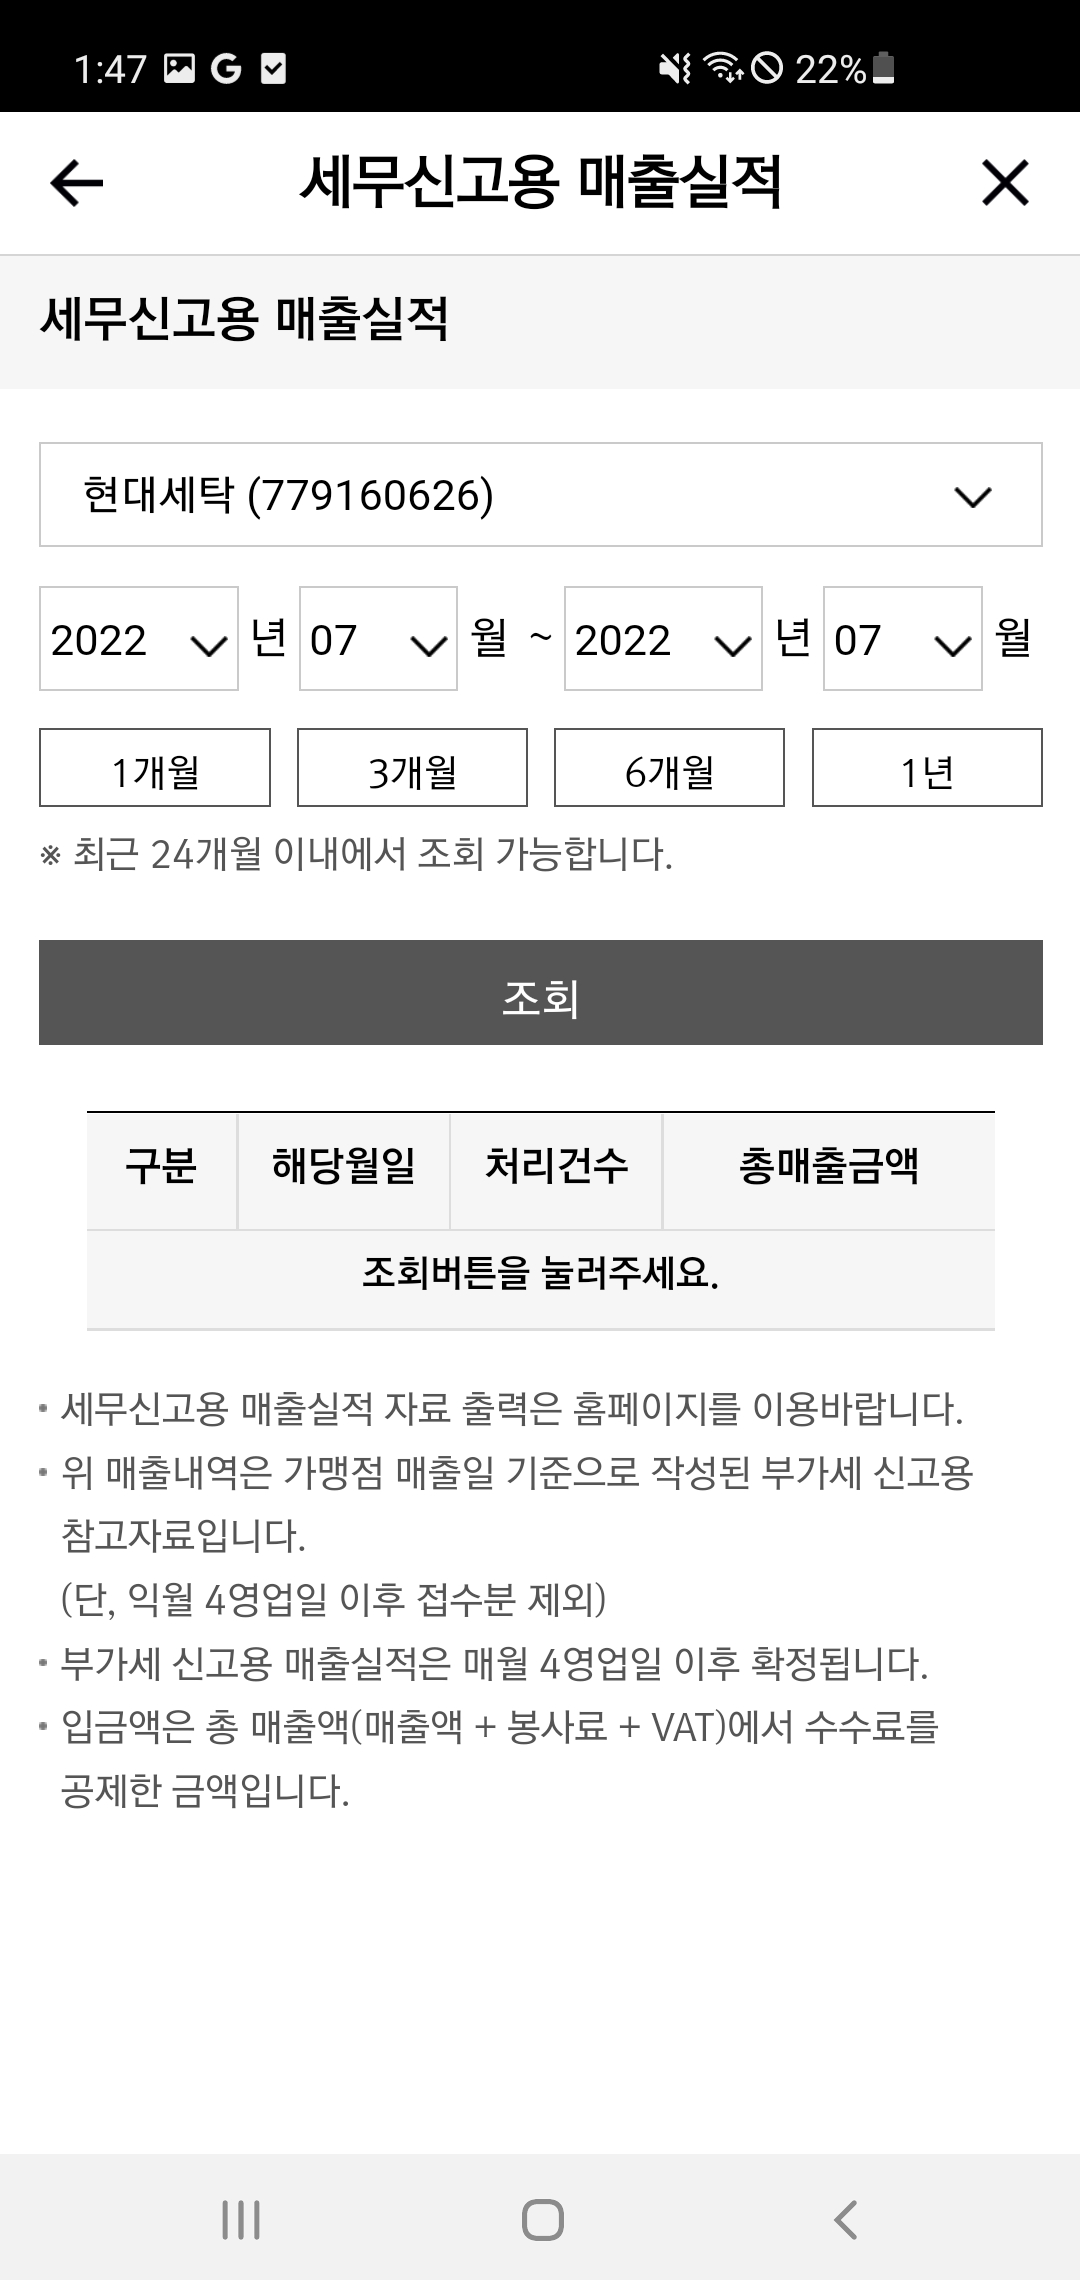 1:47 22%
세무신고용 매출실적
세무신고용 매출실적
현대세탁 (779160626)
2022 년 07 월 ~ 2022 년 07 월
1개월 3개월 6개월 1년
※ 최근 24개월 이내에서 조회 가능합니다.
조회
구분 해당월일 처리건수 총매출금액
조회버튼을 눌러주세요.
• 세무신고용 매출실적 자료 출력은 홈페이지를 이용바랍니다.
• 위 매출내역은 가맹점 매출일 기준으로 작성된 부가세 신고용
참고자료입니다.
(단, 익월 4영업일 이후 접수분 제외)
• 부가세 신고용 매출실적은 매월 4영업일 이후 확정됩니다.
• 입금액은 총 매출액(매출액 + 봉사료 + VAT)에서 수수료를
공제한 금액입니다.